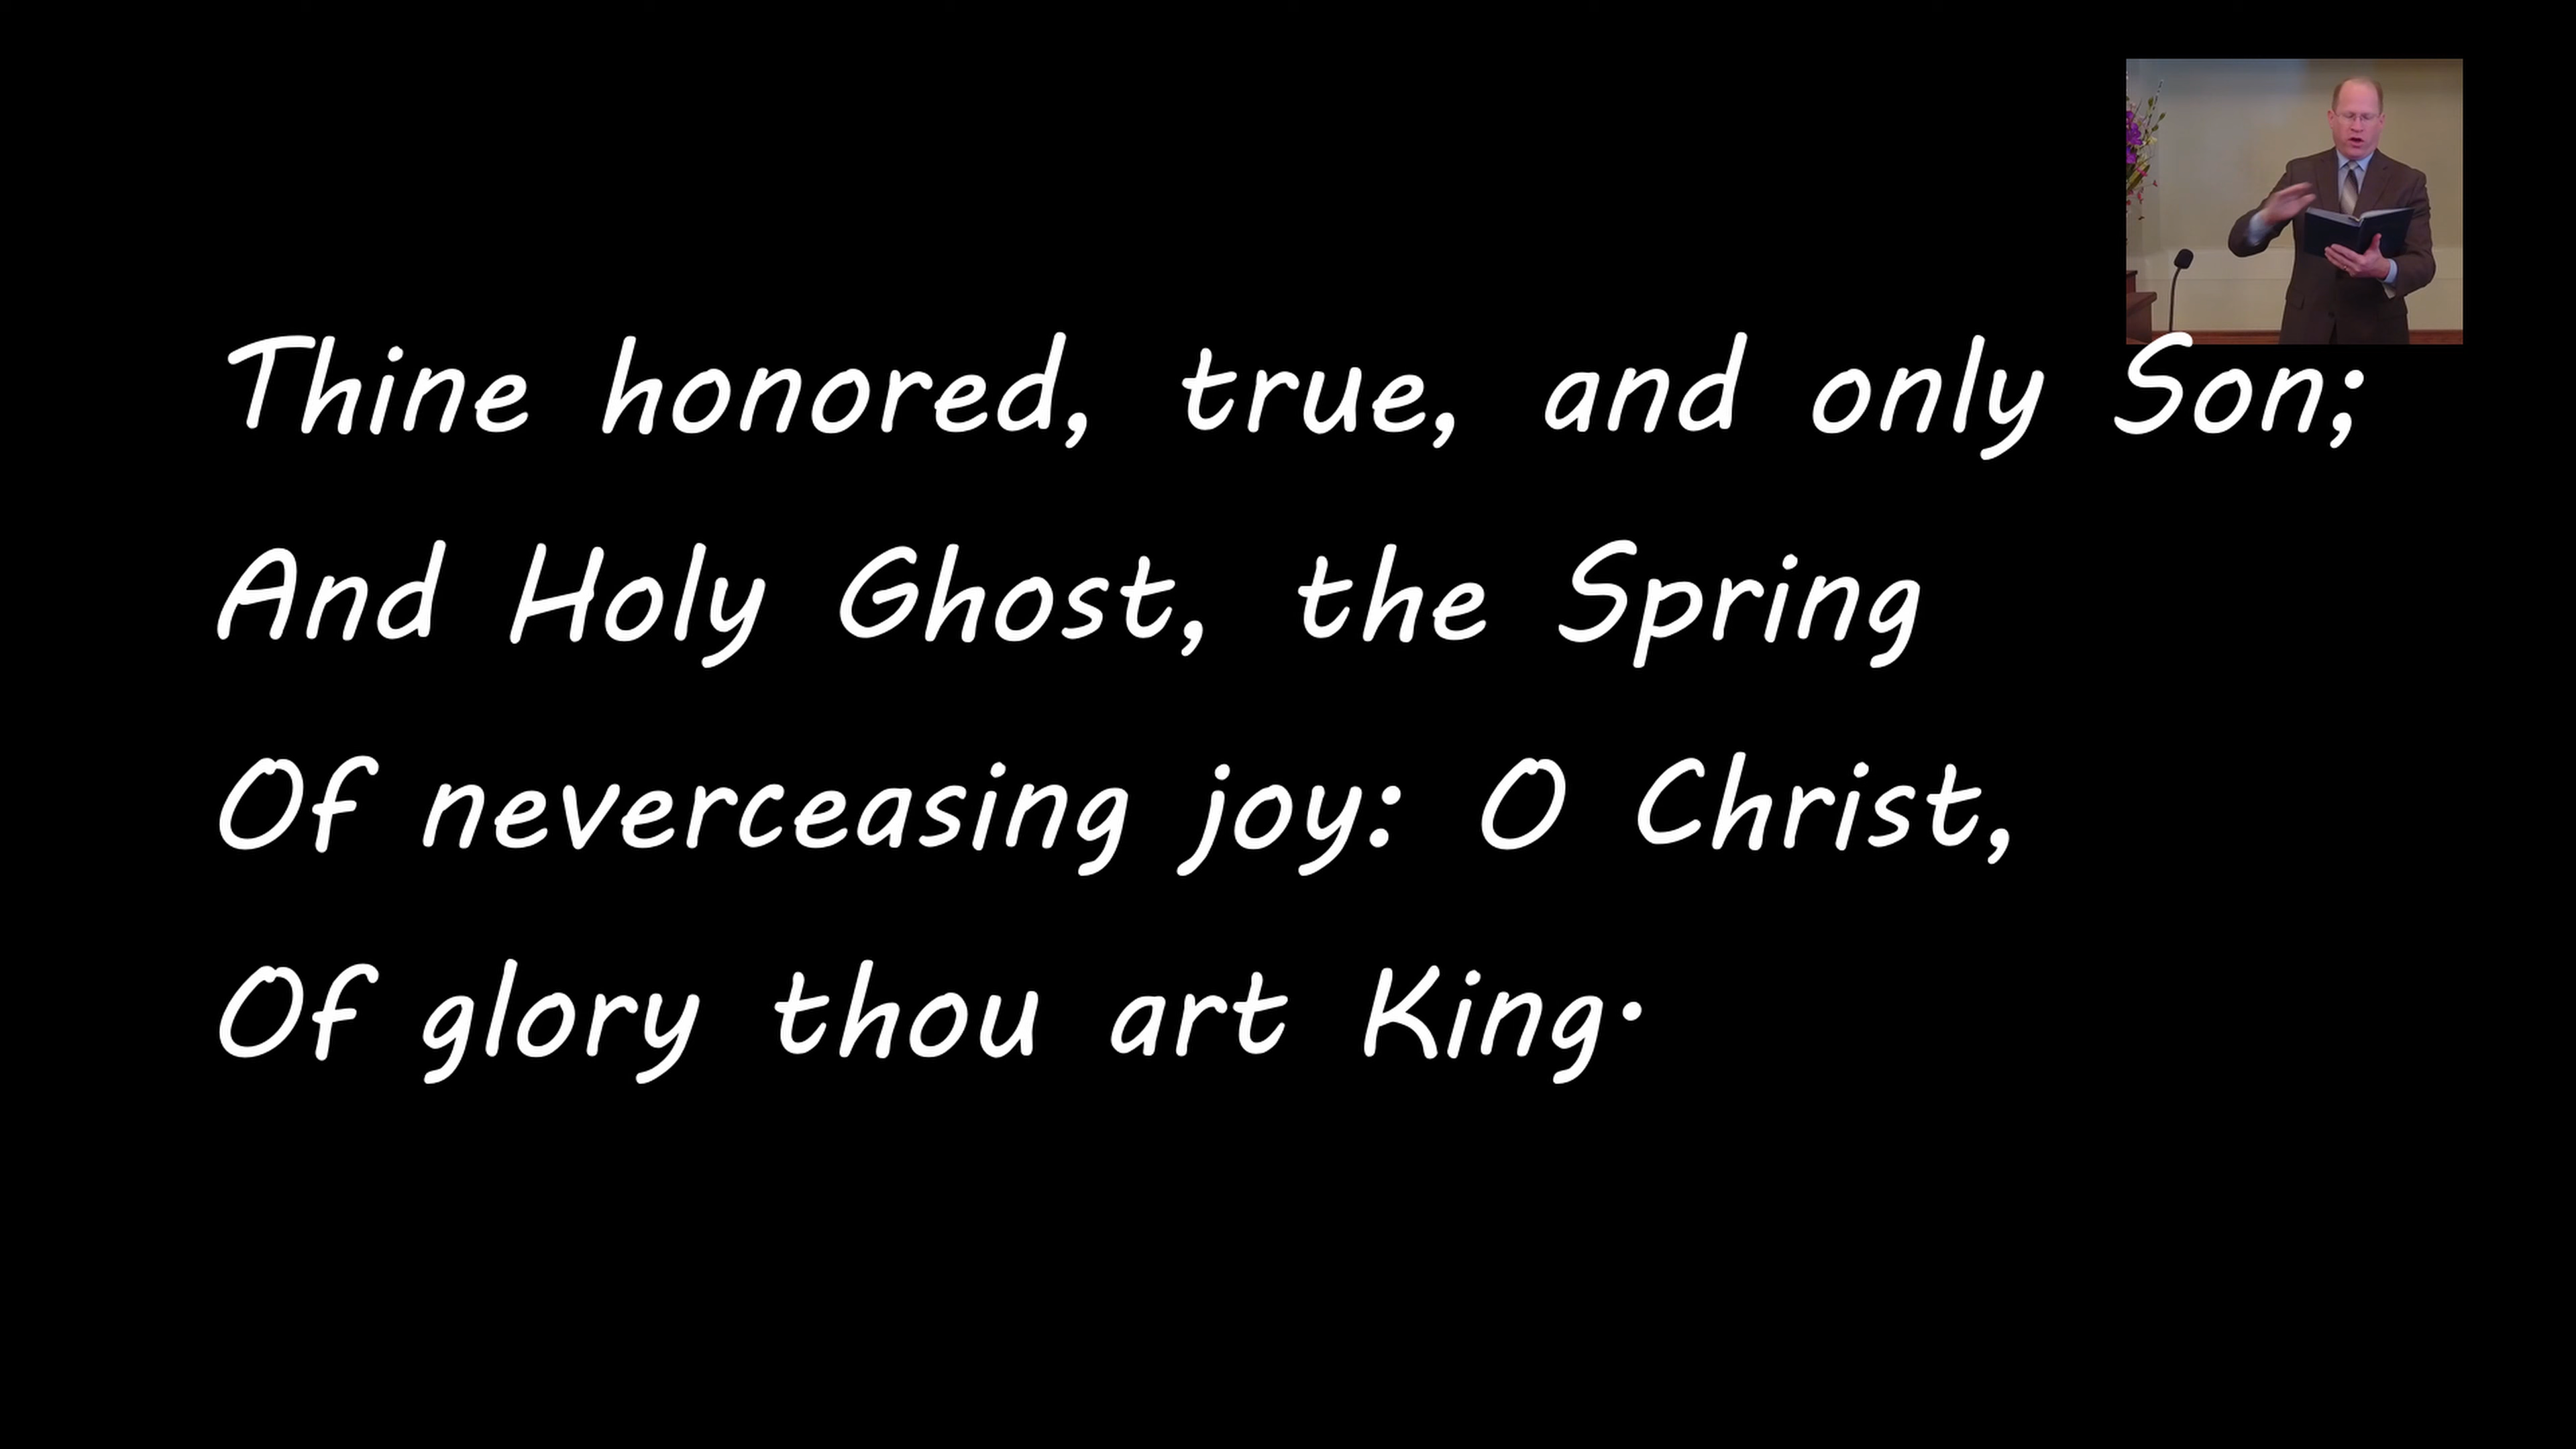 Thine honored, true, and only Son;
And Holy Ghost, the Spring
Of neverceasing joy: O Christ,
Of glory thou art King.